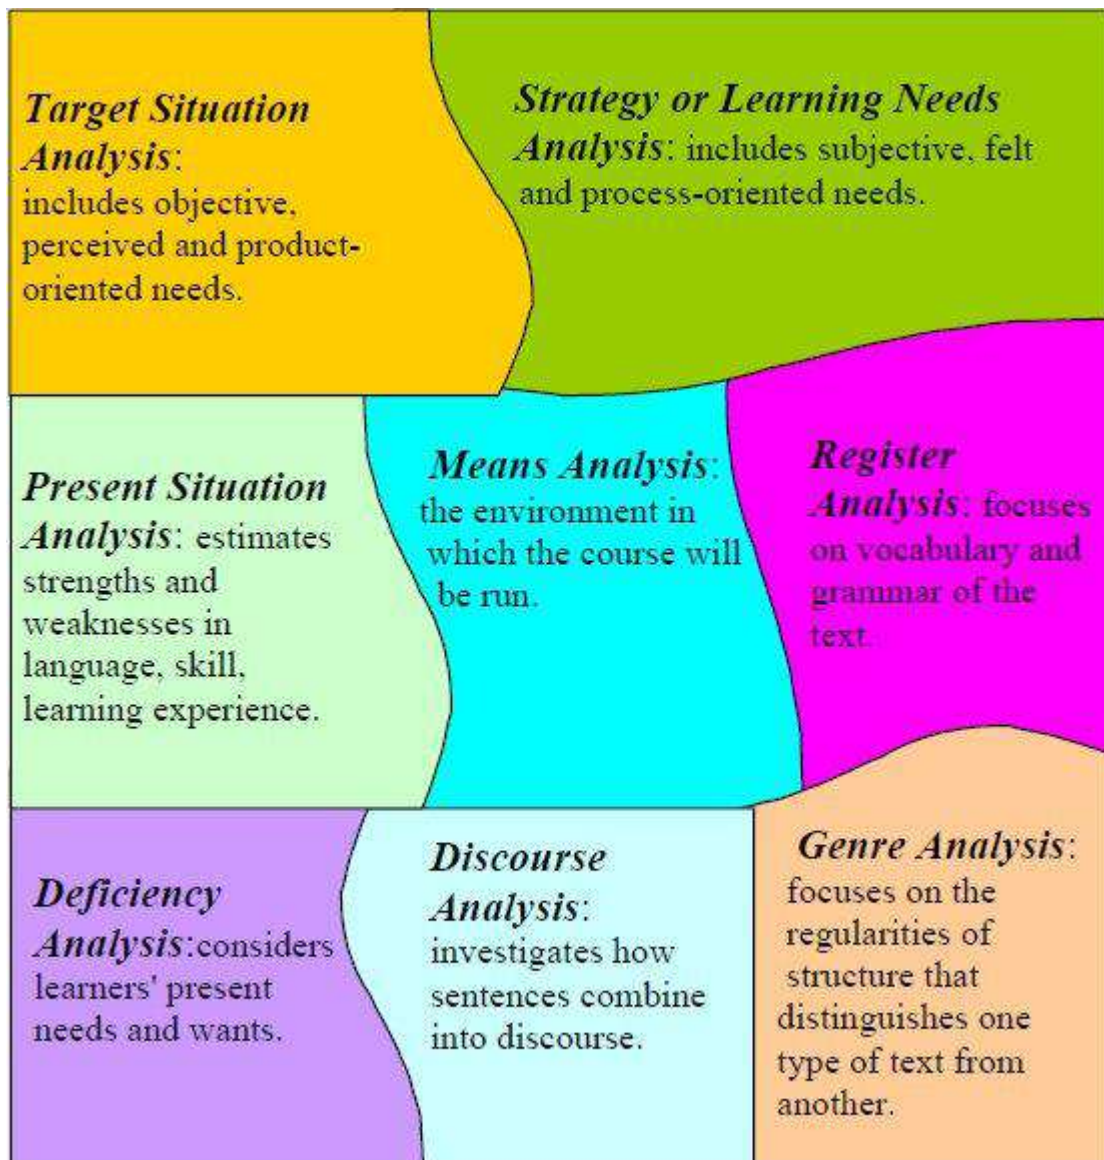 Target Situation
Analysis:
includes objective,
perceived and product-
oriented needs.
Strategy or Learning Needs
Analysis: includes subjective, felt
and process-oriented needs.
Present Situation
Analysis: estimates
strengths and
weaknesses in
language, skill,
learning experience.
Means Analysis:
the environment in
which the course will
be run.
Register
Analysis: focuses
on vocabulary and
grammar of the
text.
Deficiency
Analysis:considers
learners' present
needs and wants.
Discourse
Analysis:
investigates how
sentences combine
into discourse.
Genre Analysis:
focuses on the
regularities of
structure that
distinguishes one
type of text from
another.